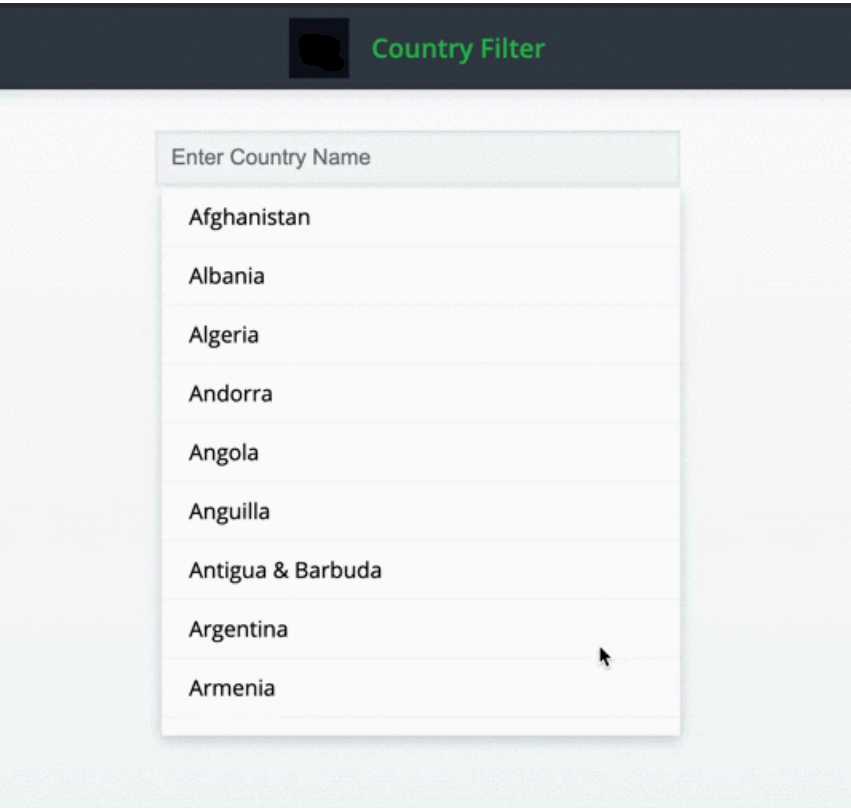 Country Filter
Enter Country Name
Afghanistan
Albania
Algeria
Andorra
Angola
Anguilla
Antigua & Barbuda
Argentina
Armenia